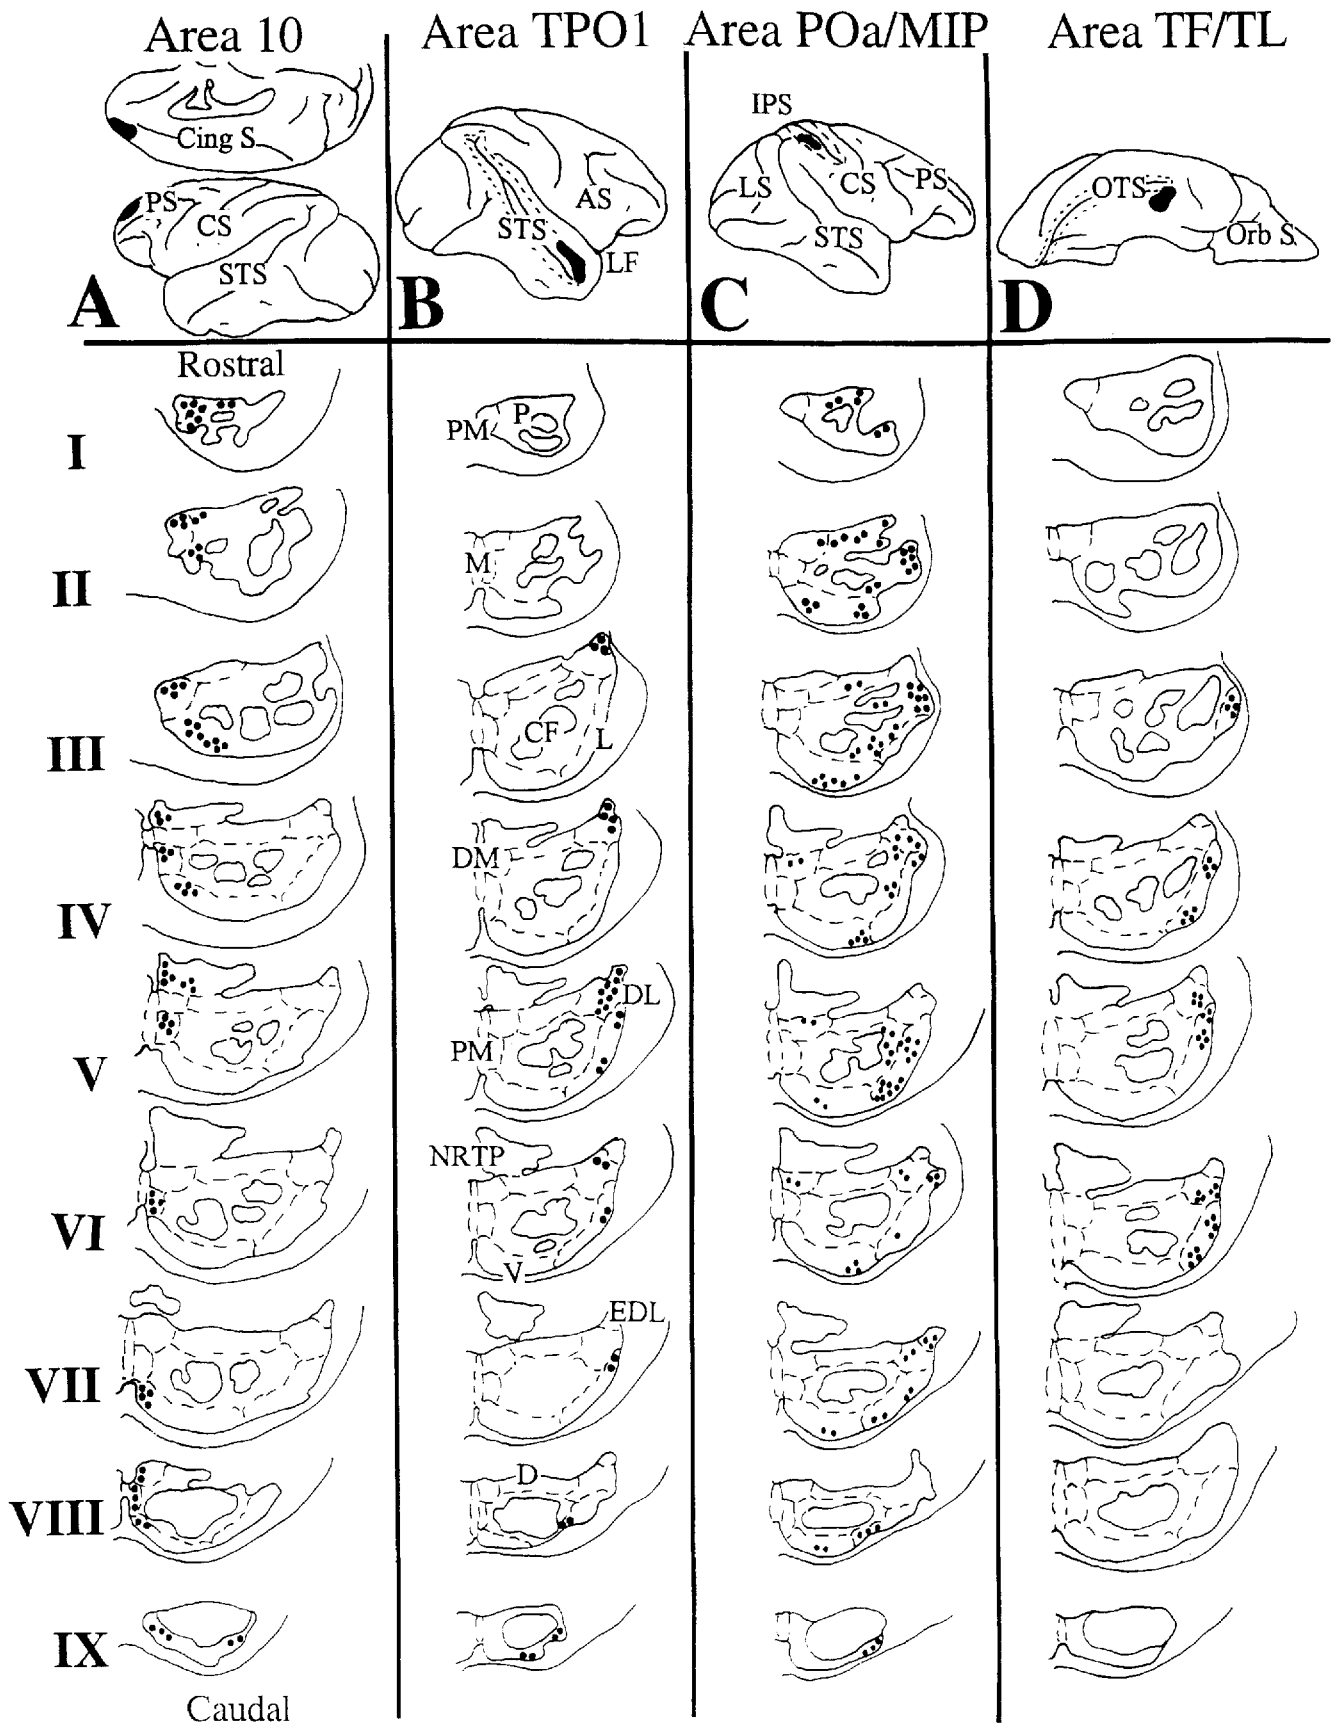 Area 10 Area TPO1 Area POa/MIP Area TF/TL
Cing S.
PS
CS
STS
A
AS
STS
LF
B
IPS
LS
CS
PS
STS
C
OTS
Orb S.
D
Rostral
I
PM
P
II
M
III
CF
L
IV
DM
V
DL
PM
VI
NRTP
V
VII
EDL
VIII
D
IX
Caudal